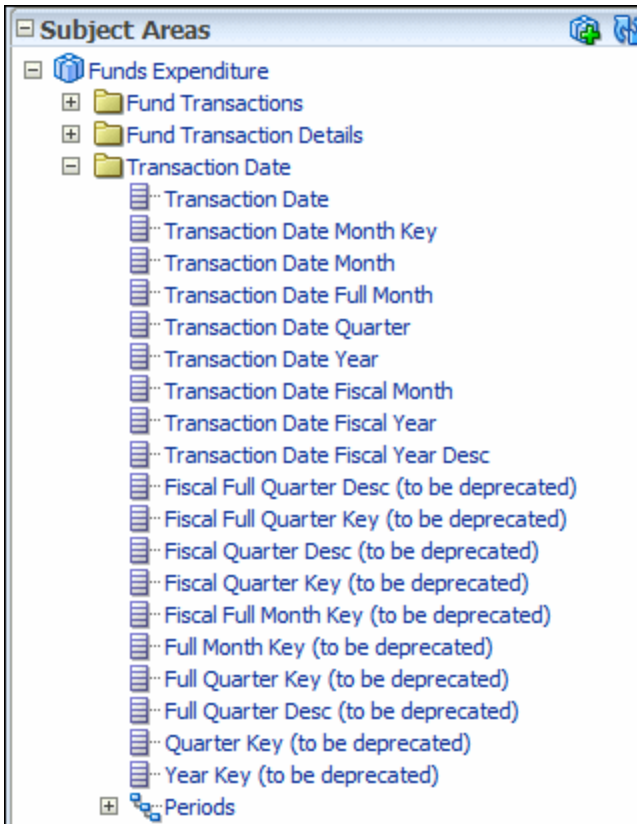 Subject Areas
Funds Expenditure
Fund Transactions
Fund Transaction Details
Transaction Date
Transaction Date
Transaction Date Month Key
Transaction Date Month
Transaction Date Full Month
Transaction Date Quarter
Transaction Date Year
Transaction Date Fiscal Month
Transaction Date Fiscal Year
Transaction Date Fiscal Year Desc
Fiscal Full Quarter Desc (to be deprecated)
Fiscal Full Quarter Key (to be deprecated)
Fiscal Quarter Desc (to be deprecated)
Fiscal Quarter Key (to be deprecated)
Fiscal Full Month Key (to be deprecated)
Full Month Key (to be deprecated)
Full Quarter Key (to be deprecated)
Full Quarter Desc (to be deprecated)
Quarter Key (to be deprecated)
Year Key (to be deprecated)
Periods